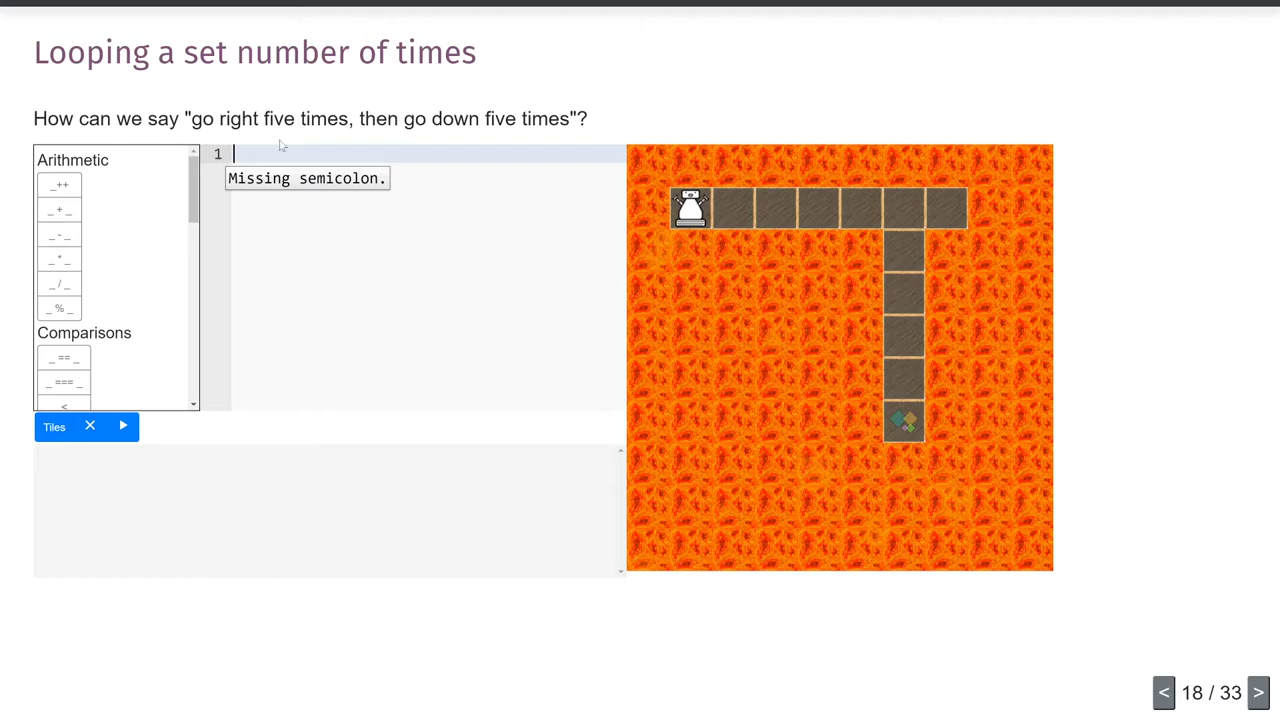 Looping a set number of times
How can we say "go right five times, then go down five times"?
Arithmetic
_++
_ + _
_ - _
_ * _
_ / _
_ % _
Comparisons
_ == _
_ === _
<
1
Missing semicolon.
Tiles
< 18 / 33 >